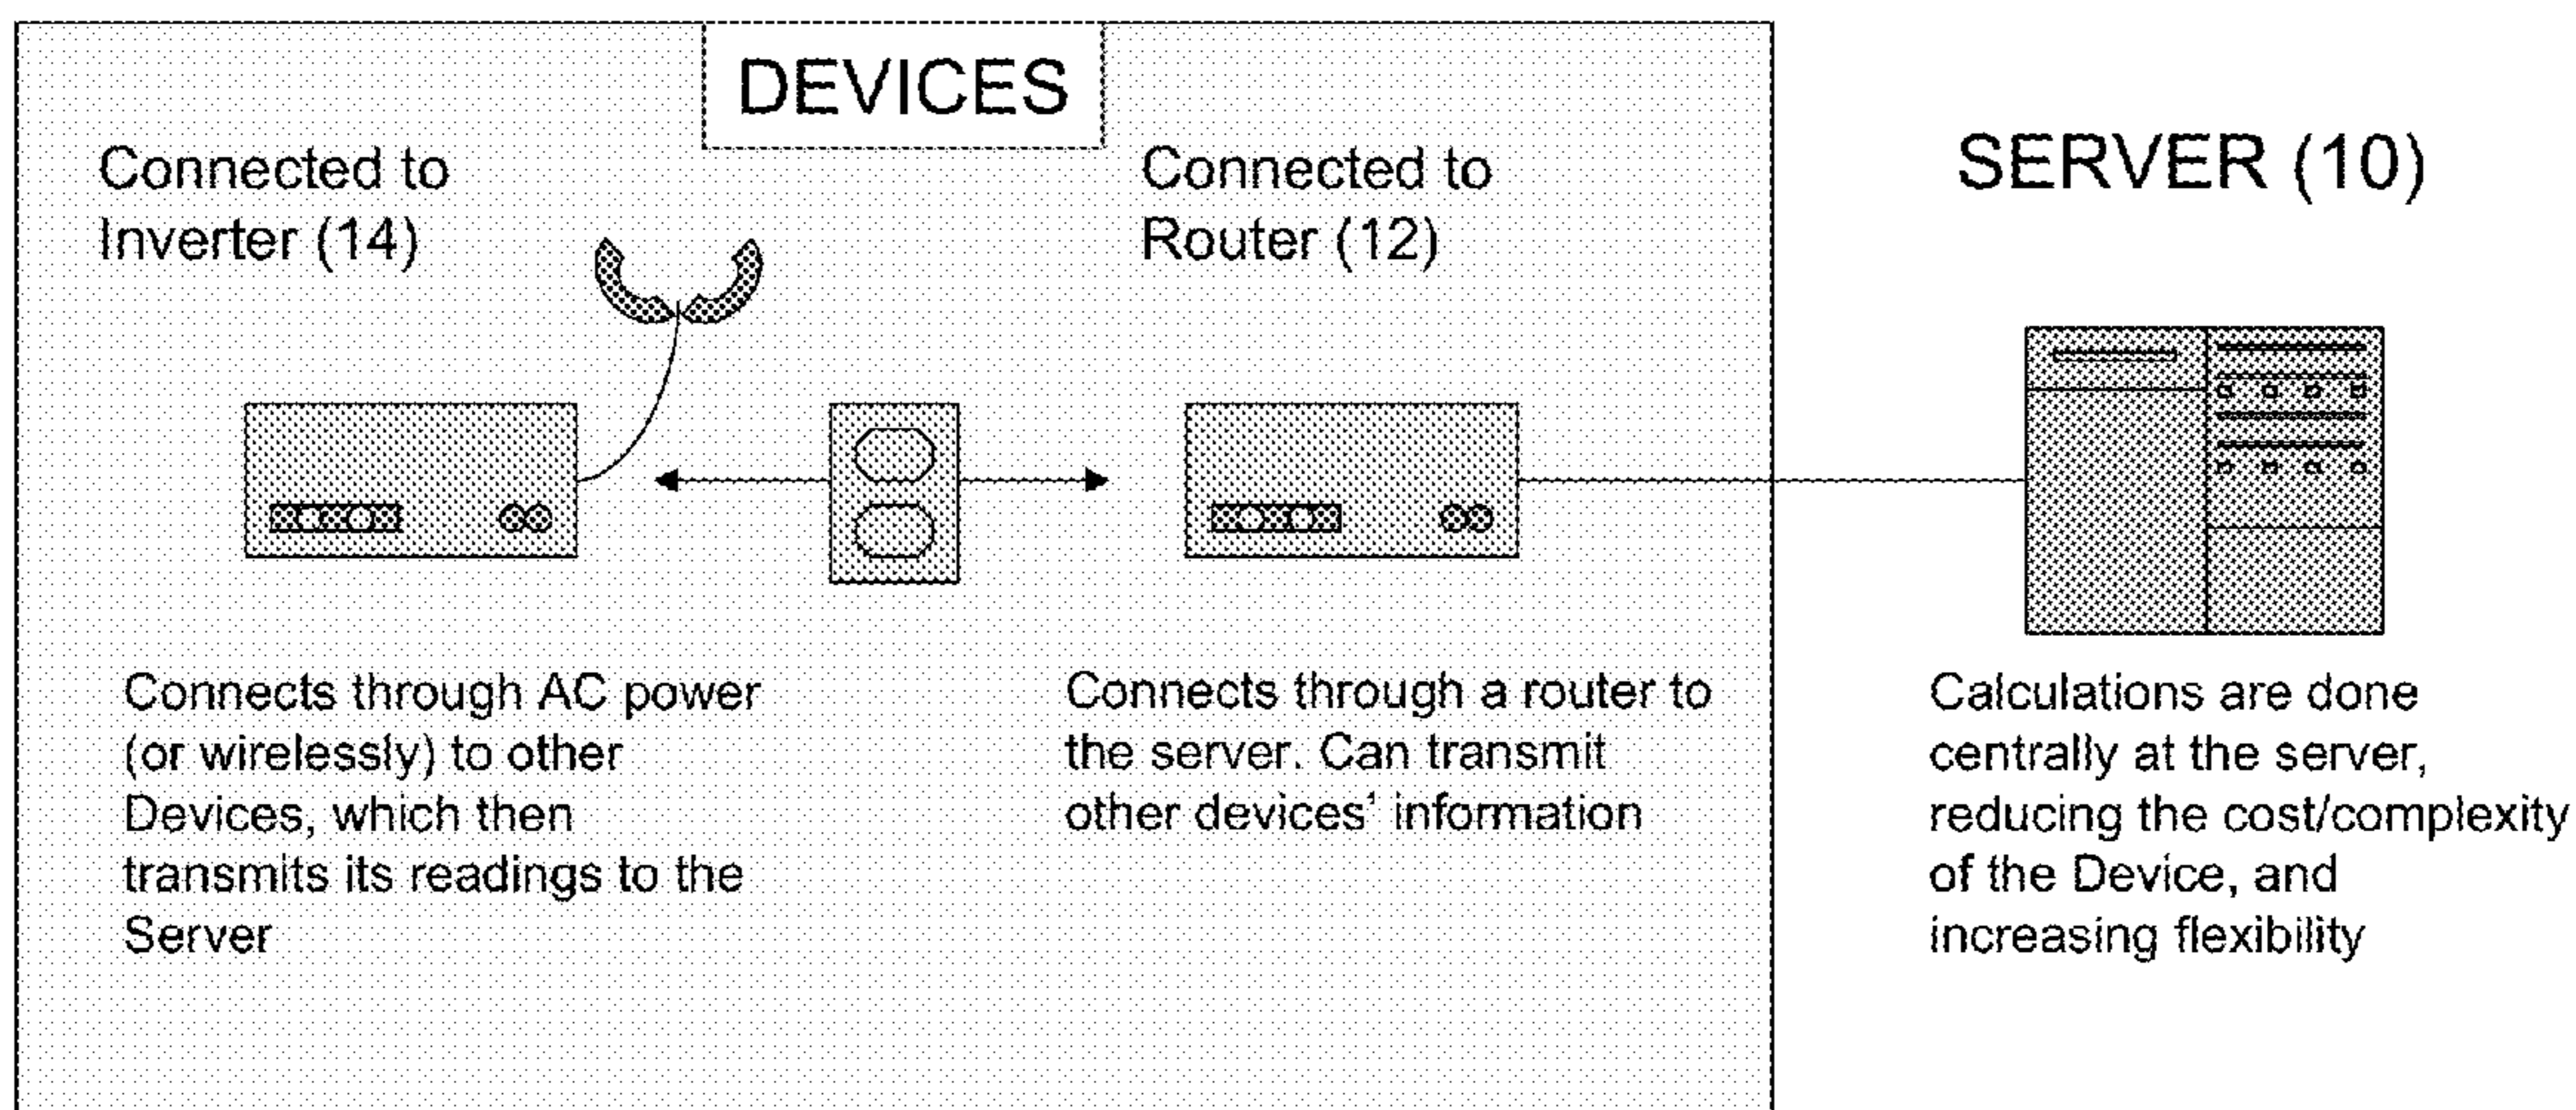 DEVICES
Connected to
Inverter (14)
Connected to
Router (12)
SERVER (10)
Connects through AC power
(or wirelessly) to other
Devices, which then
transmits its readings to the
Server
Connects through a router to
the server. Can transmit
other devices' information
Calculations are done
centrally at the server,
reducing the cost/complexity
of the Device, and
increasing flexibility